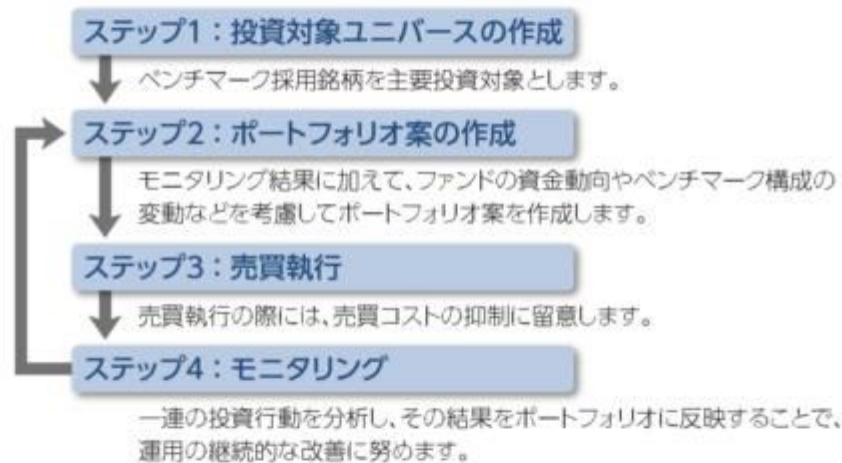 ステップ1：投資対象ユニバースの作成
ベンチマーク採用銘柄を主要投資対象とします。
ステップ2：ポートフォリオ案の作成
モニタリング結果に加えて、ファンドの資金動向やベンチマーク構成の
変動などを考慮してポートフォリオ案を作成します。
ステップ3：売買執行
売買執行の際には、売買コストの抑制に留意します。
ステップ4：モニタリング
一連の投資行動を分析し、その結果をポートフォリオに反映することで、
運用の継続的な改善に努めます。